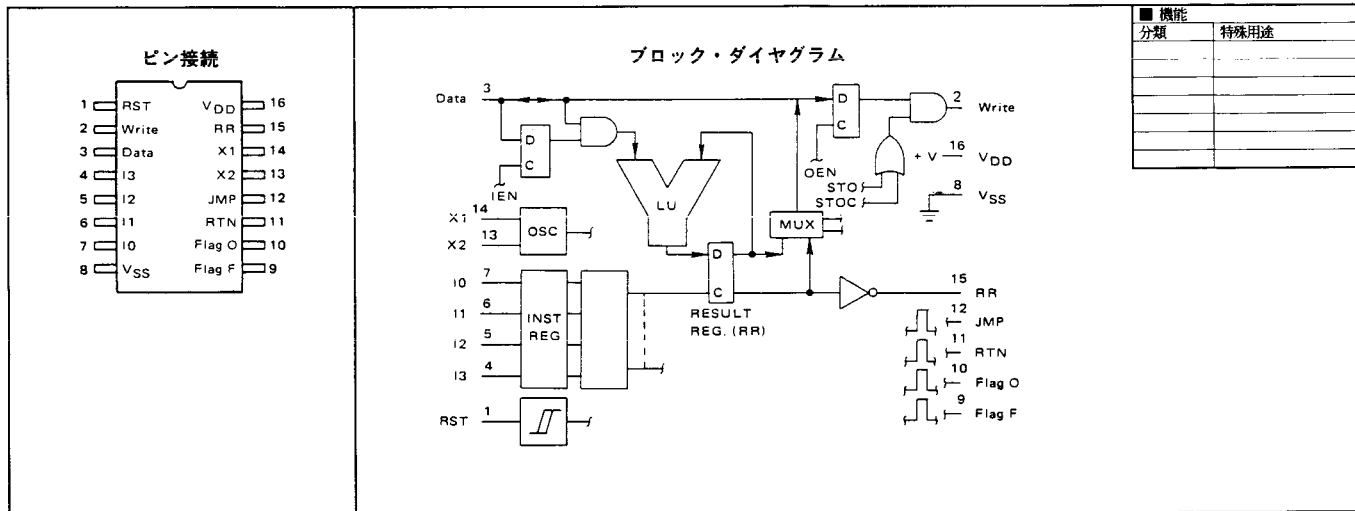 ピン接続
1 RST VDD 16
2 Write RR 15
3 Data X1 14
4 I3 X2 13
5 I2 JMP 12
6 I1 RTN 11
7 I0 Flag O 10
8 VSS Flag F 9
ブロック・ダイヤグラム
Data 3
D
C
IEN
LU
D
C
OEN
STO
STOC
2 Write
+ V 16 VDD
8 VSS
X1 14
X2 13
OSC
MUX
I0 7
I1 6
I2 5
I3 4
INST
REG
D
C
RESULT
REG. (RR)
15 RR
12 JMP
11 RTN
10 Flag O
9 Flag F
RST 1
■ 機能
分類 特殊用途